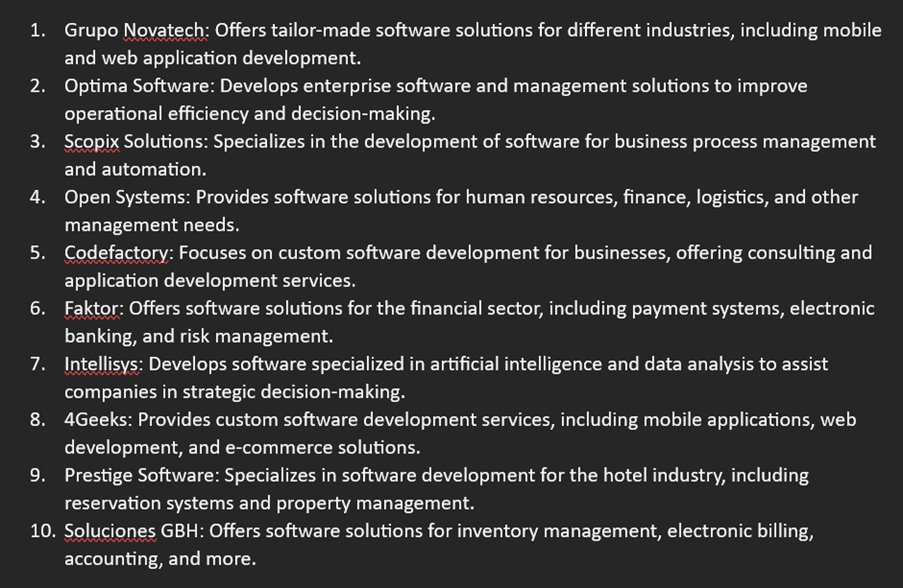 1. Grupo Novatech: Offers tailor-made software solutions for different industries, including mobile
and web application development.
2. Optima Software: Develops enterprise software and management solutions to improve
operational efficiency and decision-making.
3. Scopix Solutions: Specializes in the development of software for business process management
and automation.
4. Open Systems: Provides software solutions for human resources, finance, logistics, and other
management needs.
5. Codefactory: Focuses on custom software development for businesses, offering consulting and
application development services.
6. Faktor: Offers software solutions for the financial sector, including payment systems, electronic
banking, and risk management.
7. Intellisys: Develops software specialized in artificial intelligence and data analysis to assist
companies in strategic decision-making.
8. 4Geeks: Provides custom software development services, including mobile applications, web
development, and e-commerce solutions.
9. Prestige Software: Specializes in software development for the hotel industry, including
reservation systems and property management.
10. Soluciones GBH: Offers software solutions for inventory management, electronic billing,
accounting, and more.